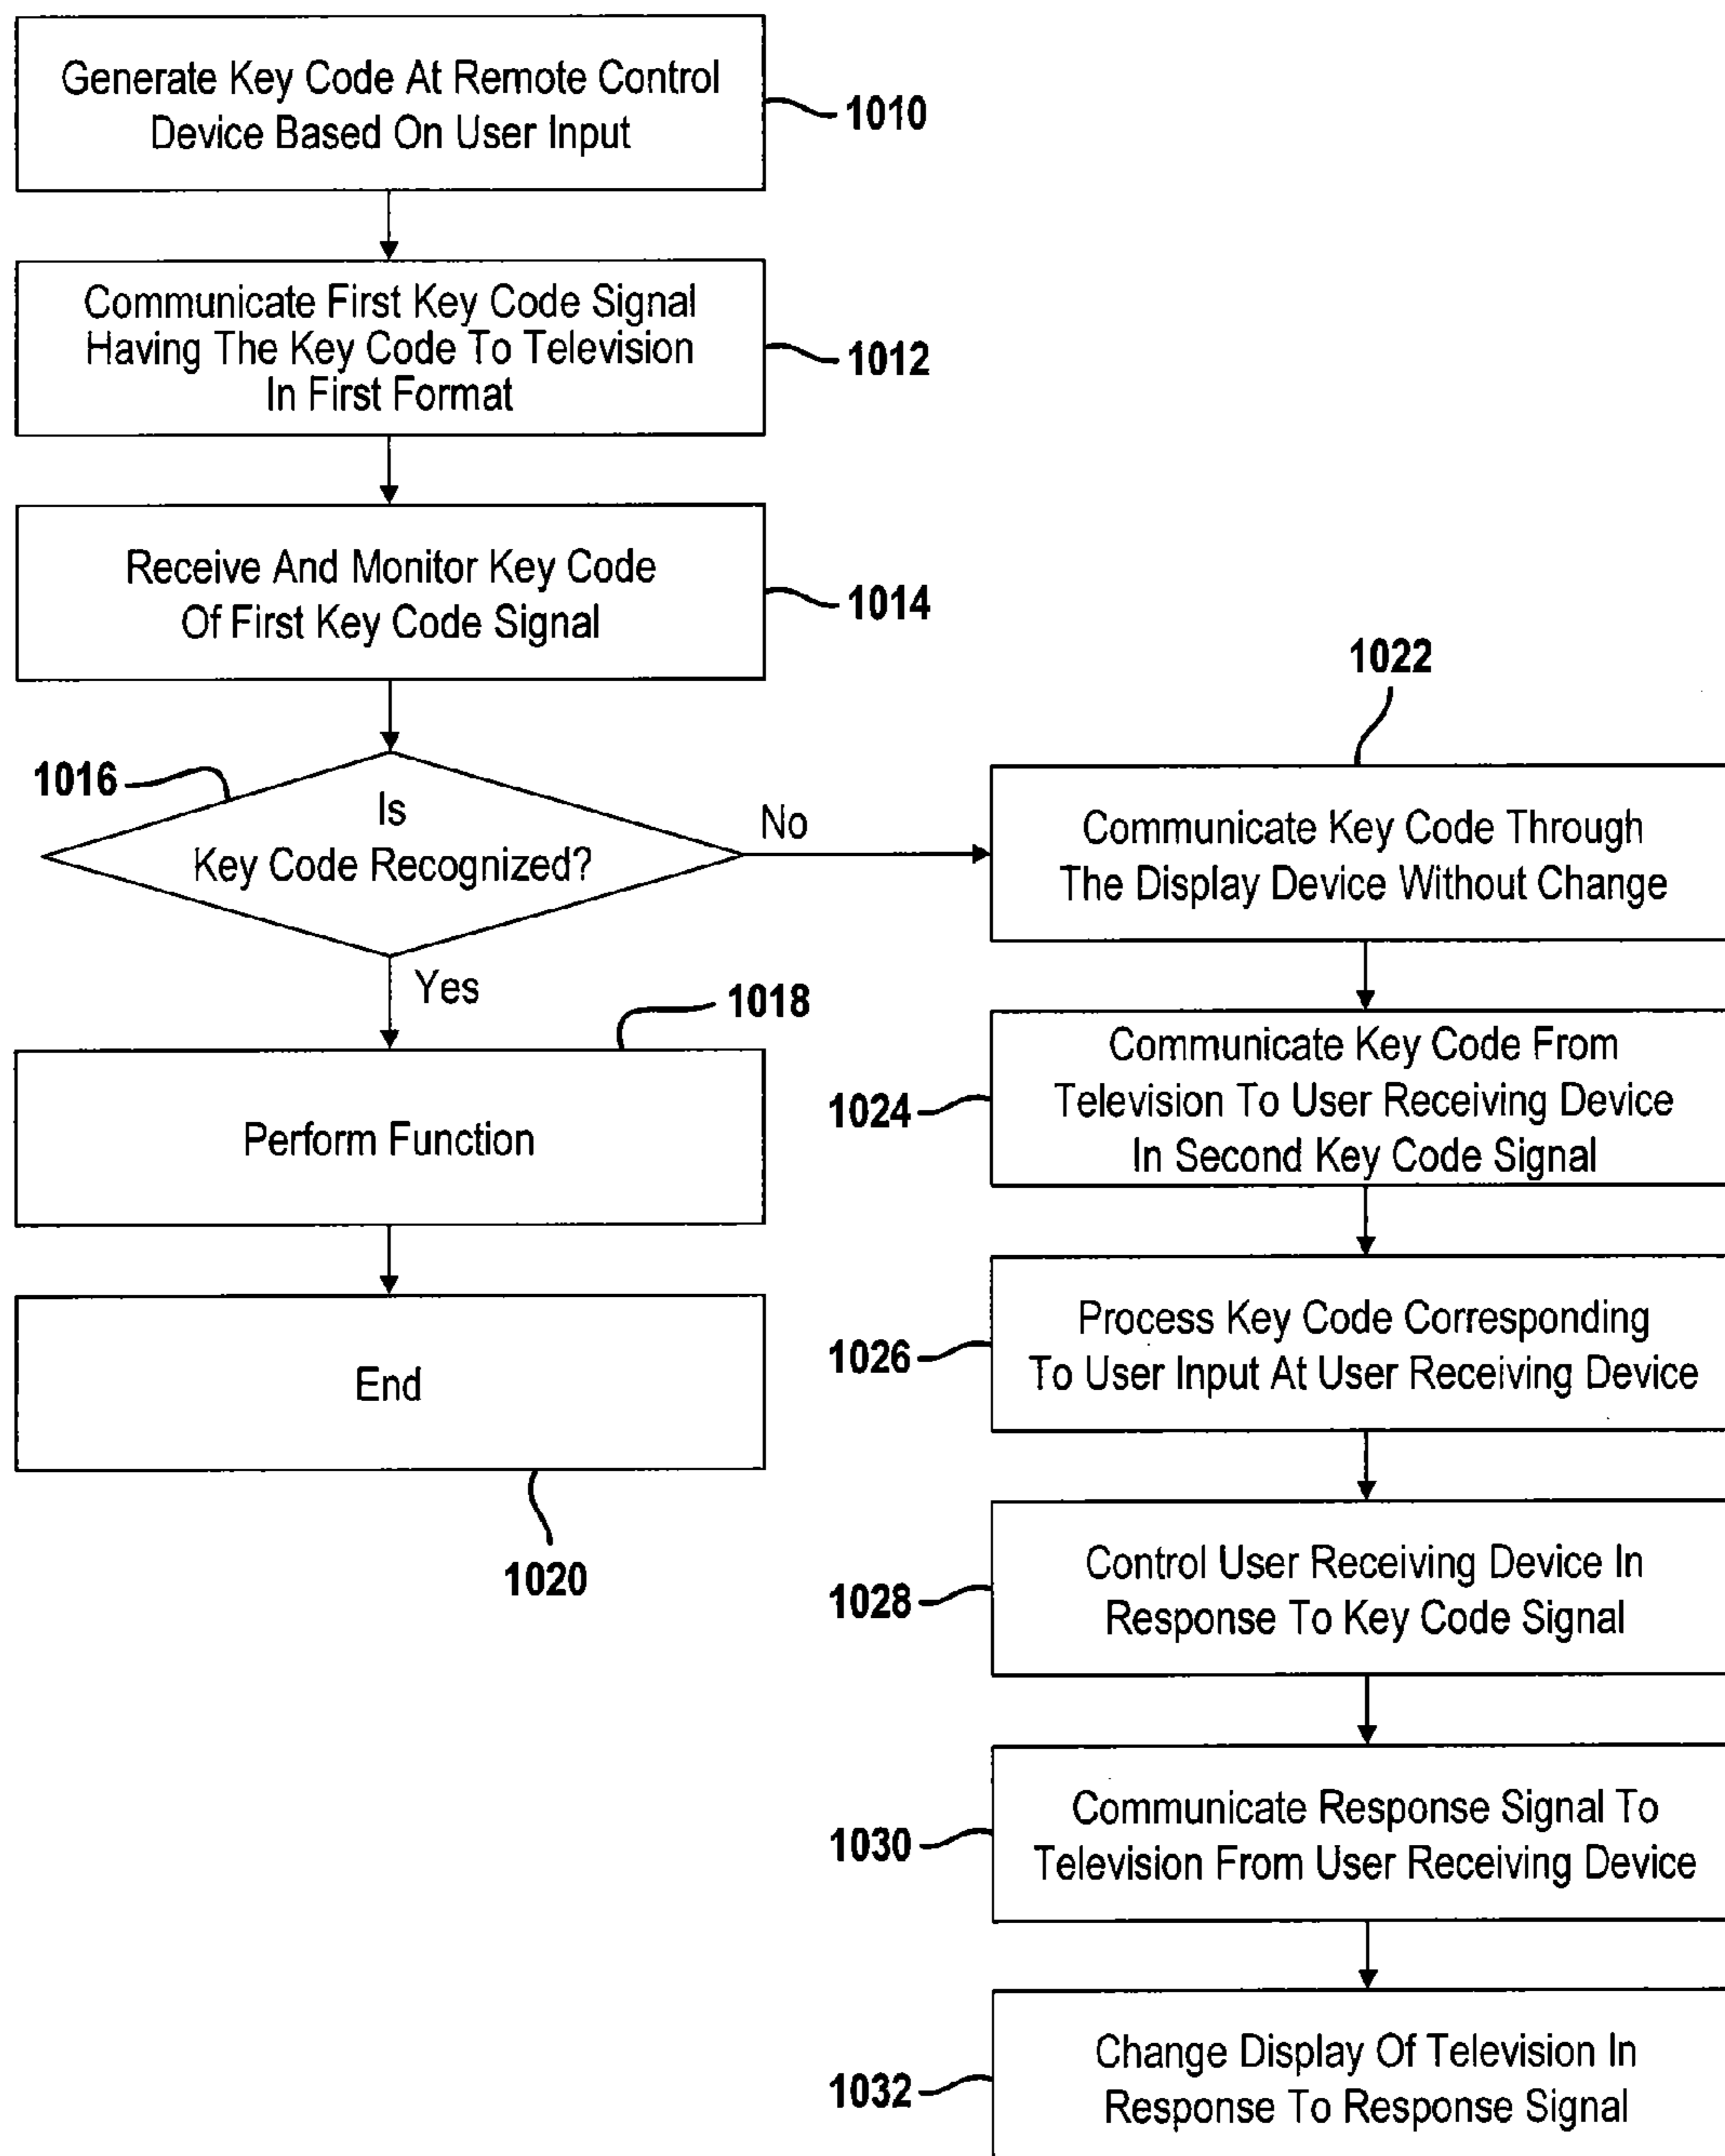 Generate Key Code At Remote Control
Device Based On User Input
1010
Communicate First Key Code Signal
Having The Key Code To Television
In First Format
1012
Receive And Monitor Key Code
Of First Key Code Signal
1014
1016
Is
Key Code Recognized?
No
Yes
1018
Perform Function
End
1020
1022
Communicate Key Code Through
The Display Device Without Change
Communicate Key Code From
Television To User Receiving Device
In Second Key Code Signal
1024
Process Key Code Corresponding
To User Input At User Receiving Device
1026
Control User Receiving Device In
Response To Key Code Signal
1028
Communicate Response Signal To
Television From User Receiving Device
1030
Change Display Of Television In
Response To Response Signal
1032